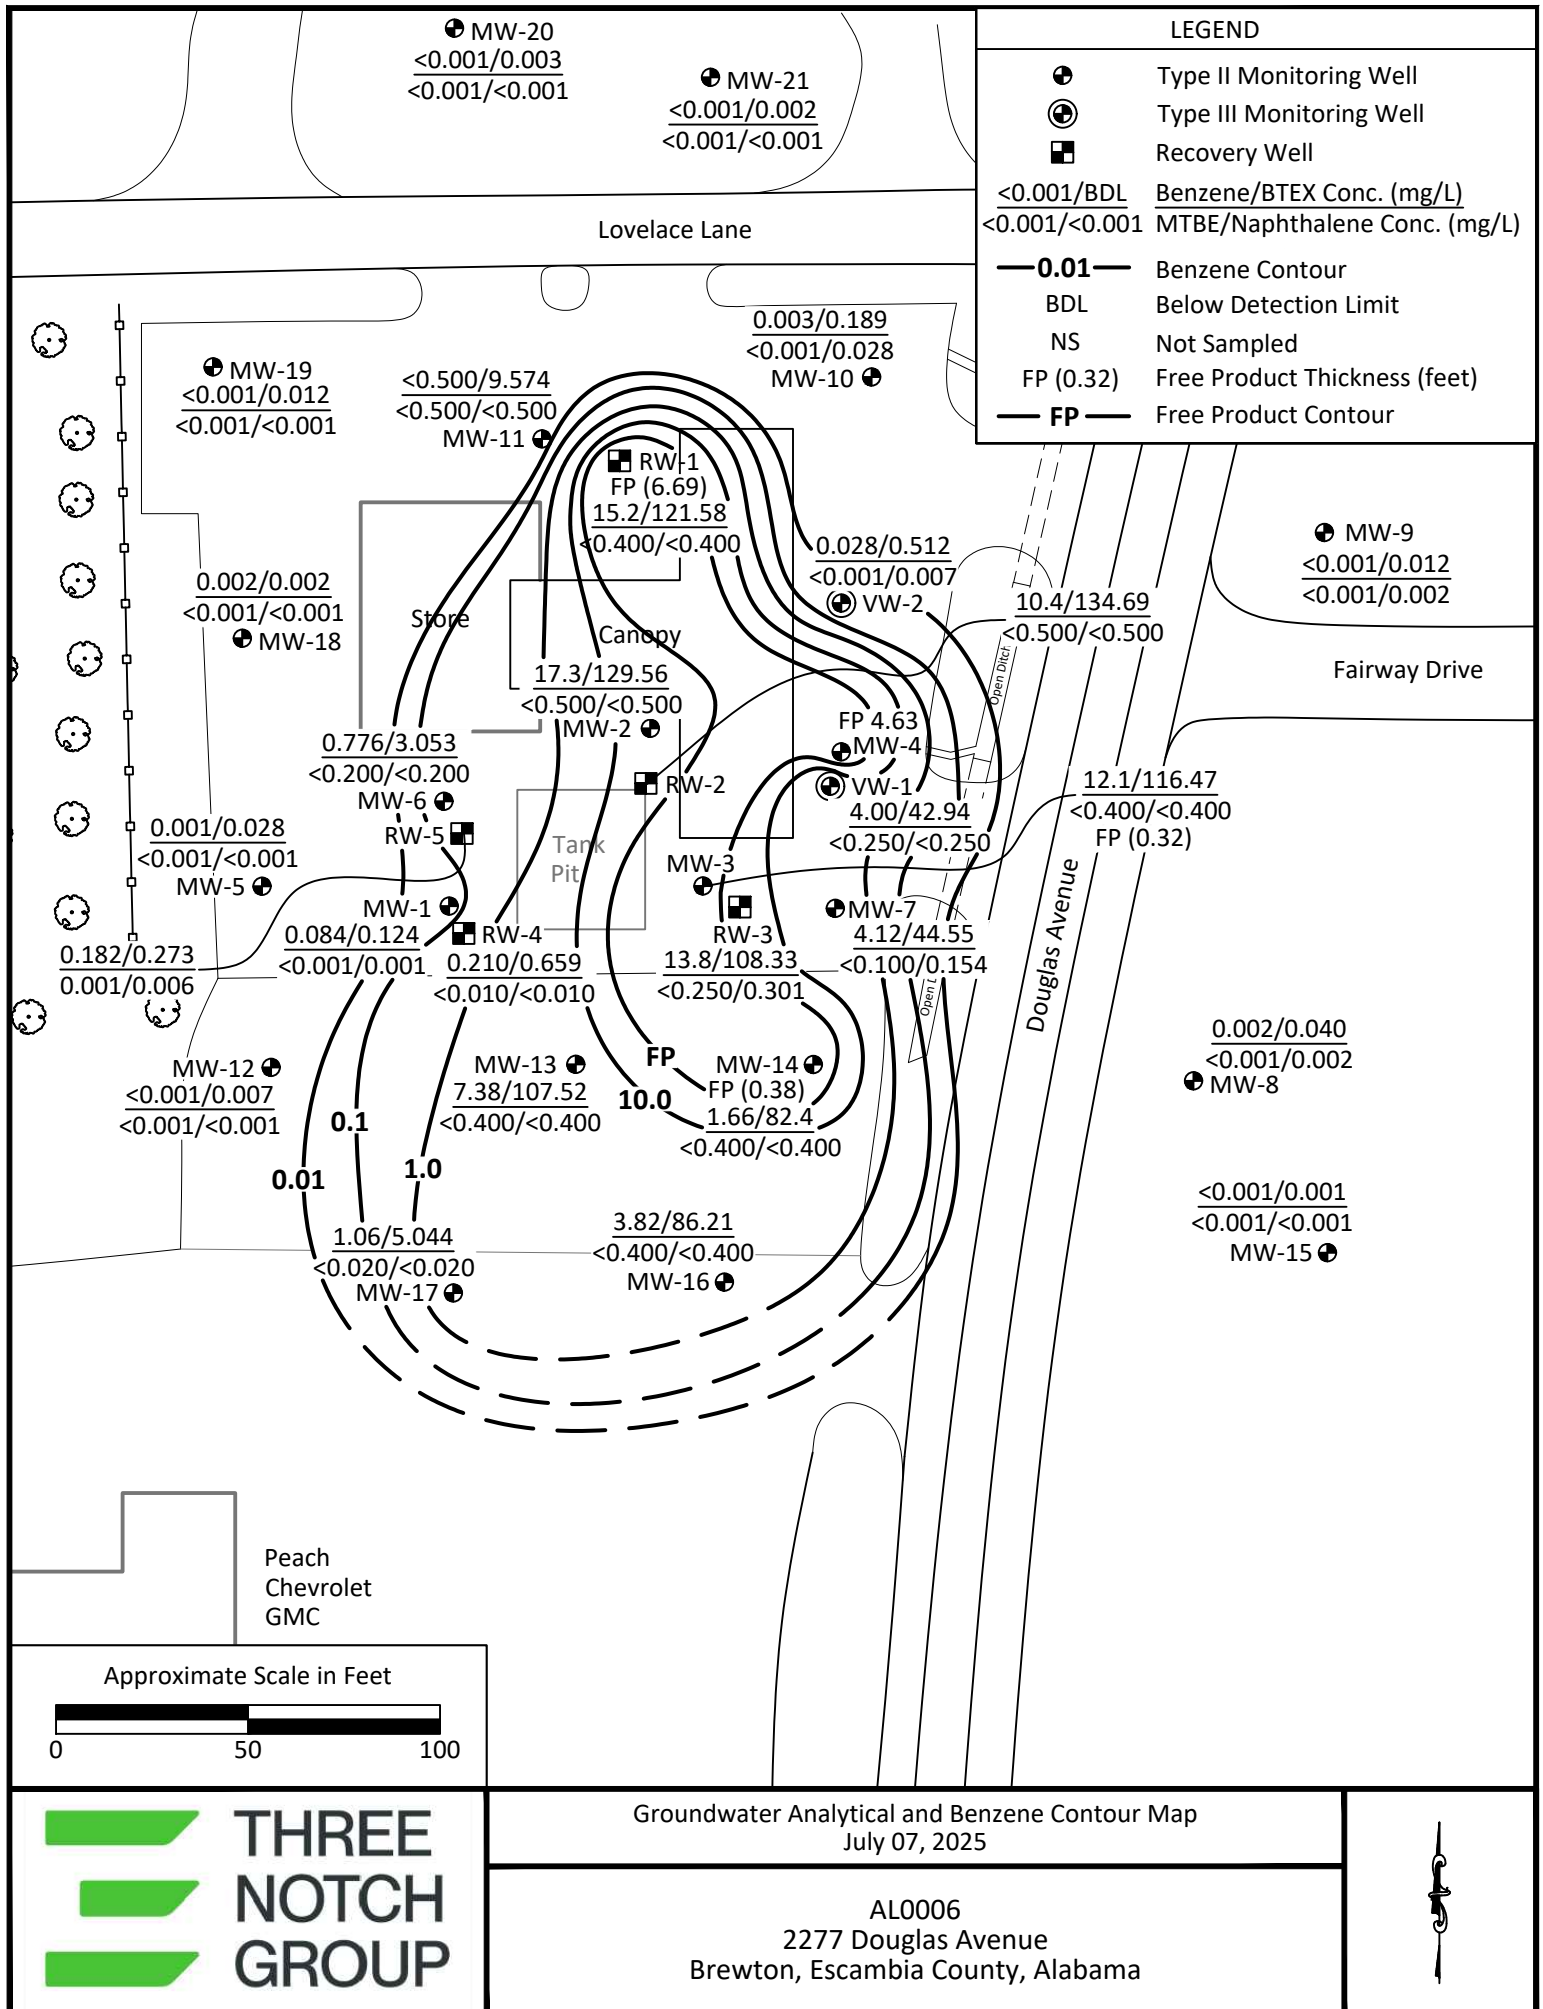 MW-20
<0.001/0.003
<0.001/<0.001
MW-21
<0.001/0.002
<0.001/<0.001
LEGEND
Type II Monitoring Well
Type III Monitoring Well
Recovery Well
<0.001/BDL Benzene/BTEX Conc. (mg/L)
<0.001/<0.001 MTBE/Naphthalene Conc. (mg/L)
0.01 Benzene Contour
BDL Below Detection Limit
NS Not Sampled
FP (0.32) Free Product Thickness (feet)
FP Free Product Contour
Lovelace Lane
0.003/0.189
<0.001/0.028
MW-10
MW-19
<0.001/0.012
<0.001/<0.001
<0.500/9.574
<0.500/<0.500
MW-11
RW-1
FP (6.69)
15.2/121.58
<0.400/<0.400
0.028/0.512
<0.001/0.007
VW-2
MW-9
<0.001/0.012
<0.001/0.002
0.002/0.002
<0.001/<0.001
MW-18
Store
Canopy
10.4/134.69
<0.500/<0.500
Open Ditch
Fairway Drive
17.3/129.56
<0.500/<0.500
MW-2
FP 4.63
MW-4
0.776/3.053
<0.200/<0.200
MW-6
RW-2
VW-1
4.00/42.94
<0.250/<0.250
12.1/116.47
<0.400/<0.400
FP (0.32)
RW-5
0.001/0.028
<0.001/<0.001
MW-5
Tank
Pit
MW-3
MW-1
0.084/0.124
<0.001/0.001
RW-4
0.210/0.659
<0.010/<0.010
RW-3
13.8/108.33
<0.250/0.301
MW-7
4.12/44.55
<0.100/0.154
Open
Douglas Avenue
0.182/0.273
0.001/0.006
MW-12
<0.001/0.007
<0.001/<0.001
MW-13
7.38/107.52
<0.400/<0.400
FP
10.0
MW-14
FP (0.38)
1.66/82.4
<0.400/<0.400
0.002/0.040
<0.001/0.002
MW-8
0.1
0.01
1.0
<0.001/0.001
<0.001/<0.001
MW-15
1.06/5.044
<0.020/<0.020
MW-17
3.82/86.21
<0.400/<0.400
MW-16
Peach
Chevrolet
GMC
Approximate Scale in Feet
0 50 100
THREE
NOTCH
GROUP
Groundwater Analytical and Benzene Contour Map
July 07, 2025
AL0006
2277 Douglas Avenue
Brewton, Escambia County, Alabama